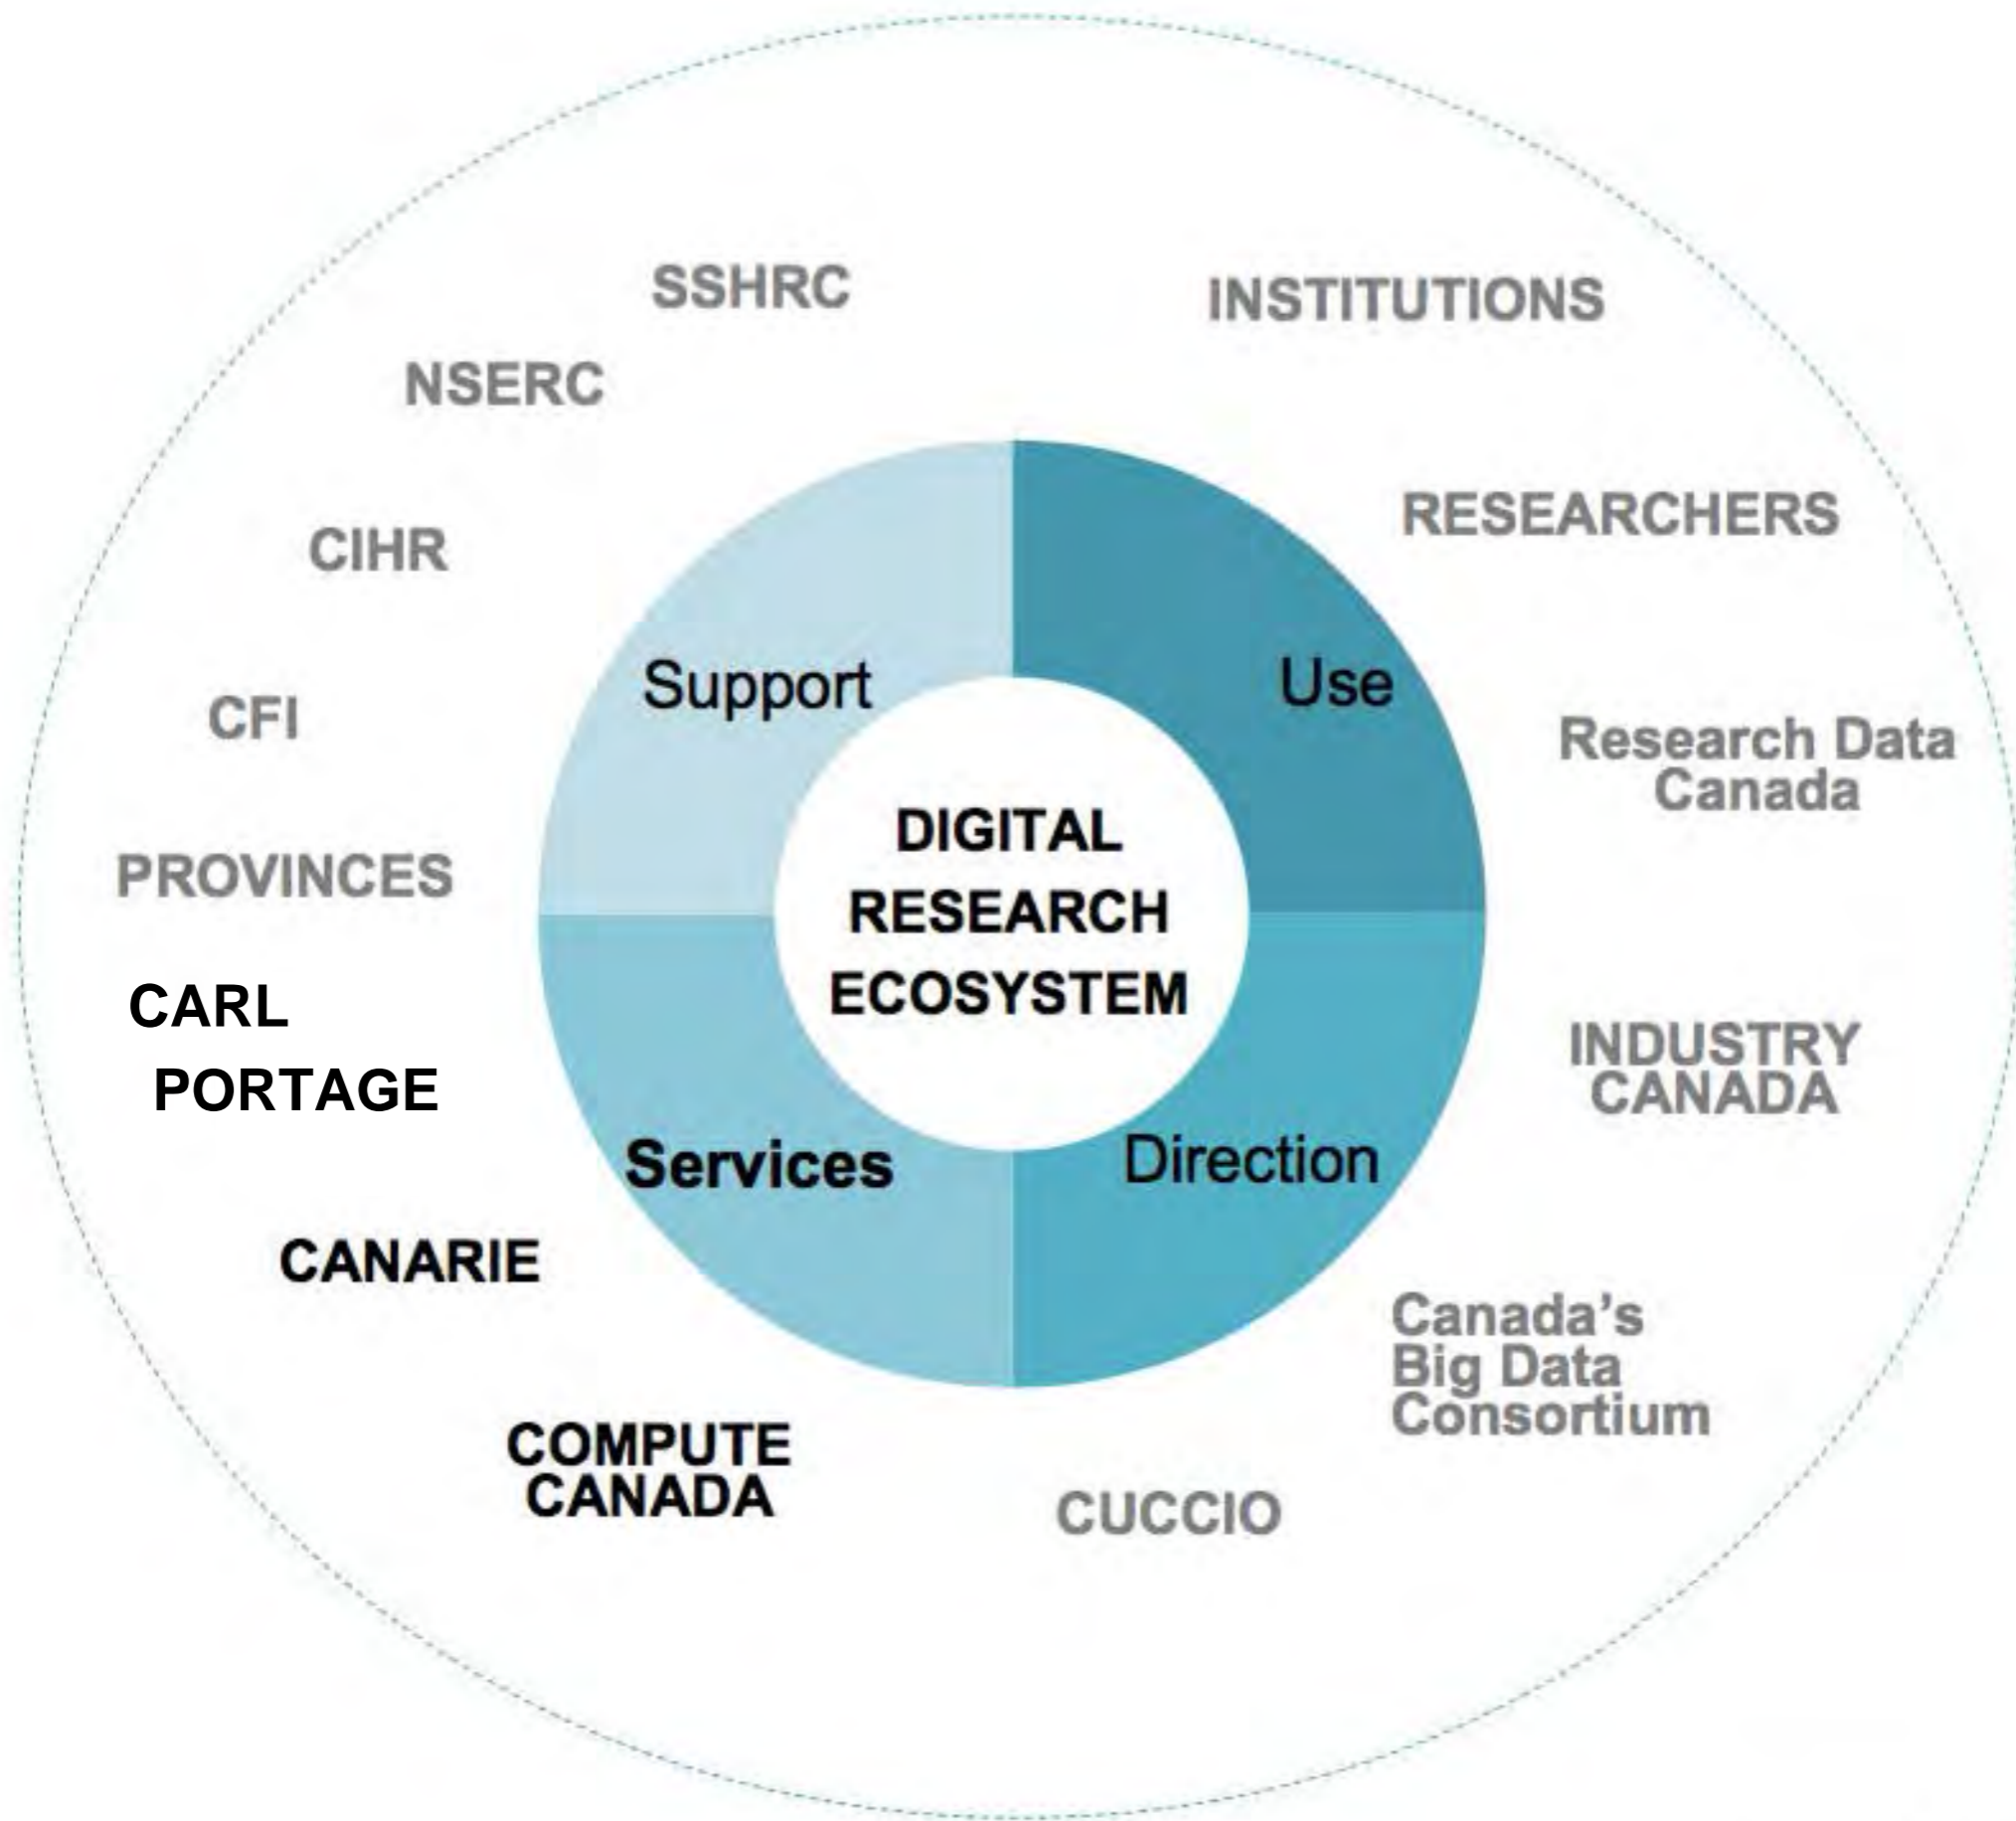 SSHRC
INSTITUTIONS
NSERC
RESEARCHERS
CIHR
Support
Use
CFI
Research Data
Canada
PROVINCES
DIGITAL
RESEARCH
ECOSYSTEM
CARL
PORTAGE
INDUSTRY
CANADA
Services
Direction
CANARIE
Canada's
Big Data
Consortium
COMPUTE
CANADA
CUCCIO